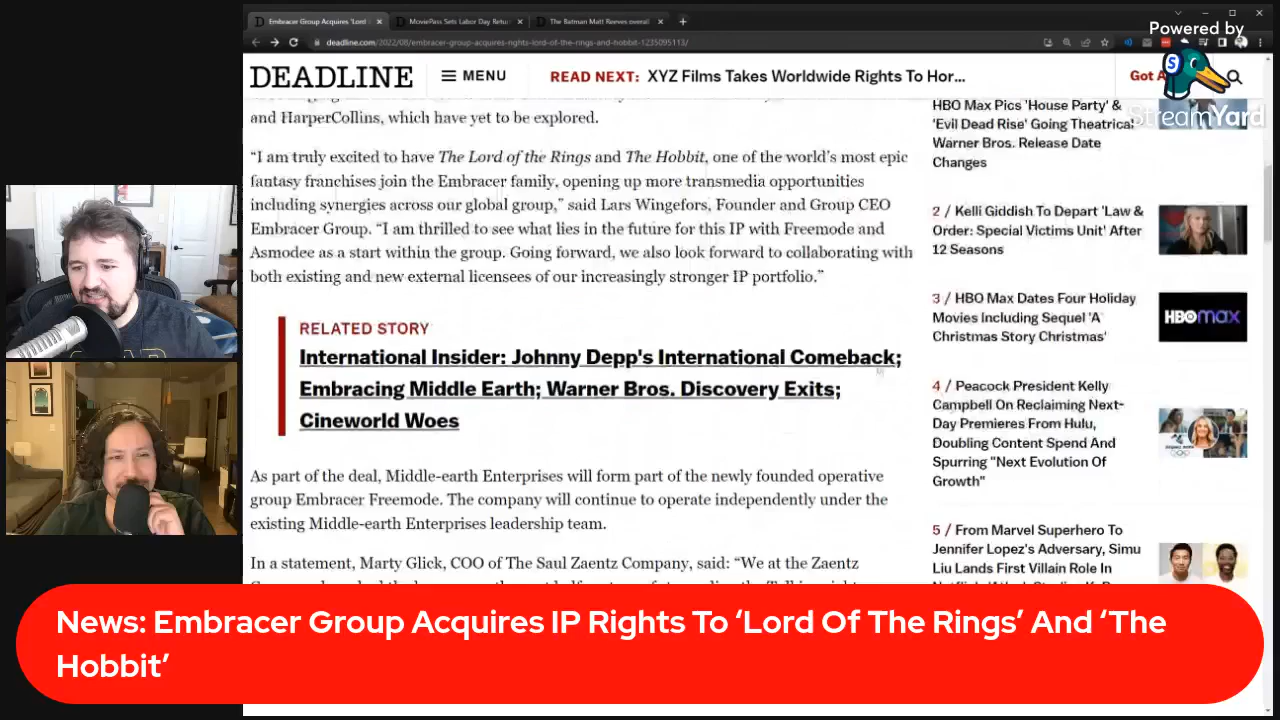 Embracer Group Acquires 'Lord
MoviePass Sets Labor Day Retu
The Batman Matt Reeves overall
deadline.com/2022/08/embracer-group-acquires-rights-lord-of-the-rings-and-hobbit-1235095113/
Powered by
StreamYard
DEADLINE
MENU
READ NEXT: XYZ Films Takes Worldwide Rights To Hor...
Got A
and HarperCollins, which have yet to be explored.
“I am truly excited to have The Lord of the Rings and The Hobbit, one of the world’s most epic
fantasy franchises join the Embracer family, opening up more transmedia opportunities
including synergies across our global group,” said Lars Wingefors, Founder and Group CEO
Embracer Group. “I am thrilled to see what lies in the future for this IP with Freemode and
Asmodee as a start within the group. Going forward, we also look forward to collaborating with
both existing and new external licensees of our increasingly stronger IP portfolio.”
RELATED STORY
International Insider: Johnny Depp's International Comeback;
Embracing Middle Earth; Warner Bros. Discovery Exits;
Cineworld Woes
As part of the deal, Middle-earth Enterprises will form part of the newly founded operative
group Embracer Freemode. The company will continue to operate independently under the
existing Middle-earth Enterprises leadership team.
In a statement, Marty Glick, COO of The Saul Zaentz Company, said: “We at the Zaentz
HBO Max Pics 'House Party' &
'Evil Dead Rise' Going Theatrical
Warner Bros. Release Date
Changes
2 / Kelli Giddish To Depart 'Law &
Order: Special Victims Unit' After
12 Seasons
3 / HBO Max Dates Four Holiday
Movies Including Sequel 'A
Christmas Story Christmas'
HBOMAX
4 / Peacock President Kelly
Campbell On Reclaiming Next-
Day Premieres From Hulu,
Doubling Content Spend And
Spurring "Next Evolution Of
Growth"
5 / From Marvel Superhero To
Jennifer Lopez's Adversary, Simu
Liu Lands First Villain Role In
News: Embracer Group Acquires IP Rights To ‘Lord Of The Rings’ And ‘The
Hobbit’